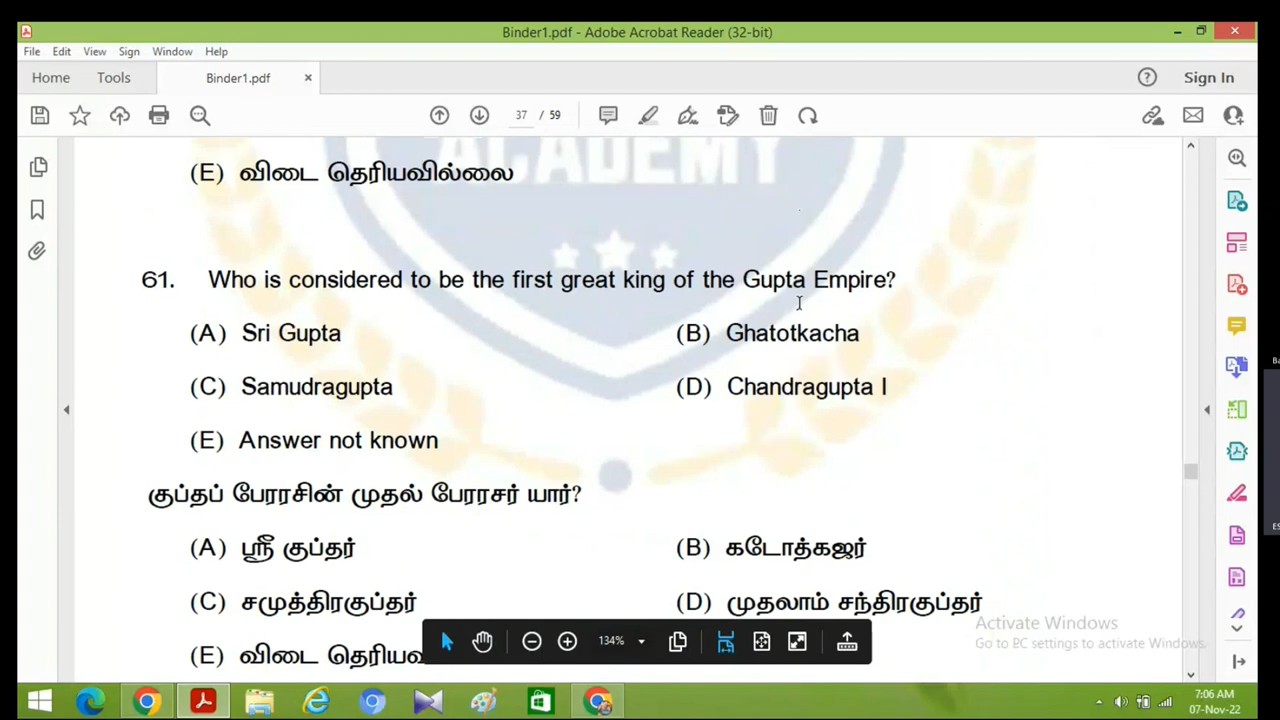 Binder1.pdf - Adobe Acrobat Reader (32-bit)
File Edit View Sign Window Help
Home Tools Binder1.pdf × Sign In
37 / 59
ACADEMY
(E) விடை தெரியவில்லை
61. Who is considered to be the first great king of the Gupta Empire?
(A) Sri Gupta (B) Ghatotkacha
(C) Samudragupta (D) Chandragupta I
(E) Answer not known
குப்தப் பேரரசின் முதல் பேரரசர் யார்?
(A) ஸ்ரீ குப்தர் (B) கடோத்கஜர்
(C) சமுத்திரகுப்தர் (D) முதலாம் சந்திரகுப்தர்
Activate Windows
Go to PC settings to activate Windows.
(E) விடை
134%
7:06 AM
07-Nov-22